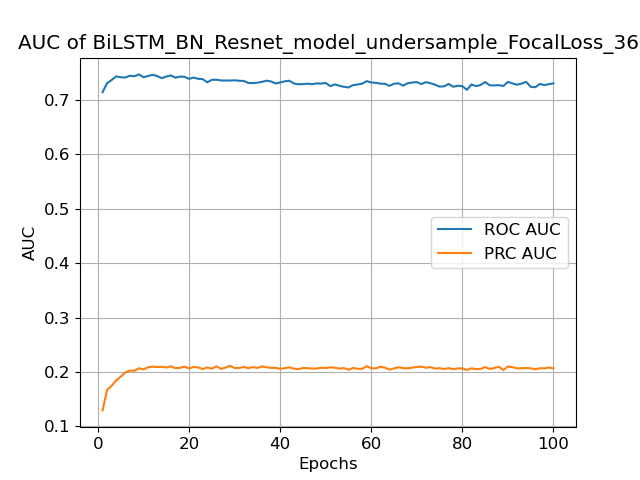 AUC of BiLSTM_BN_Resnet_model_undersample_FocalLoss_36
0.7
0.6
0.5
0.4
0.3
0.2
0.1
AUC
ROC AUC
PRC AUC
0 20 40 60 80 100
Epochs